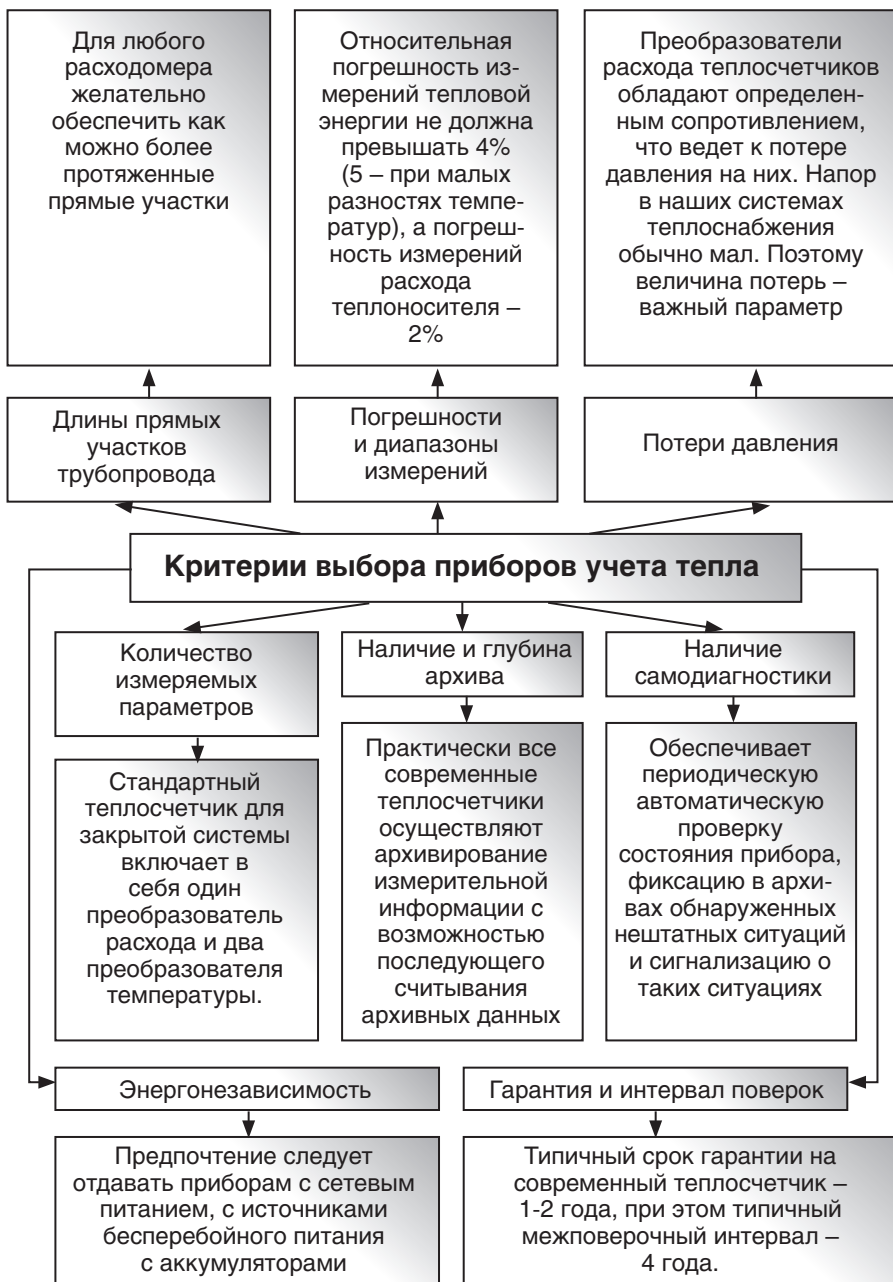 Для любого
расходомера
желательно
обеспечить как
можно более
протяженные
прямые участки
Относительная
погрешность из-
мерений тепловой
энергии не должна
превышать 4%
(5 – при малых
разностях темпе-
ратур), а погреш-
ность измерений
расхода
теплоносителя –
2%
Преобразователи
расхода теплосчетчиков
обладают определен-
ным сопротивлением,
что ведет к потере
давления на них. Напор
в наших системах
теплоснабжения
обычно мал. Поэтому
величина потерь –
важный параметр
Длины прямых
участков
трубопровода
Погрешности
и диапазоны
измерений
Потери давления
Критерии выбора приборов учета тепла
Количество
измеряемых
параметров
Наличие и глубина
архива
Наличие
самодиагностики
Стандартный
теплосчетчик для
закрытой системы
включает в
себя один
преобразователь
расхода и два
преобразователя
температуры.
Практически все
современные
теплосчетчики
осуществляют
архивирование
измерительной
информации с
возможностью
последующего
считывания
архивных данных
Обеспечивает
периодическую
автоматическую
проверку
состояния прибора,
фиксацию в архи-
вах обнаруженных
нештатных ситуаций
и сигнализацию о
таких ситуациях
Энергонезависимость
Гарантия и интервал поверок
Предпочтение следует
отдавать приборам с сетевым
питанием, с источниками
бесперебойного питания
с аккумуляторами
Типичный срок гарантии на
современный теплосчетчик –
1-2 года, при этом типичный
межповерочный интервал –
4 года.